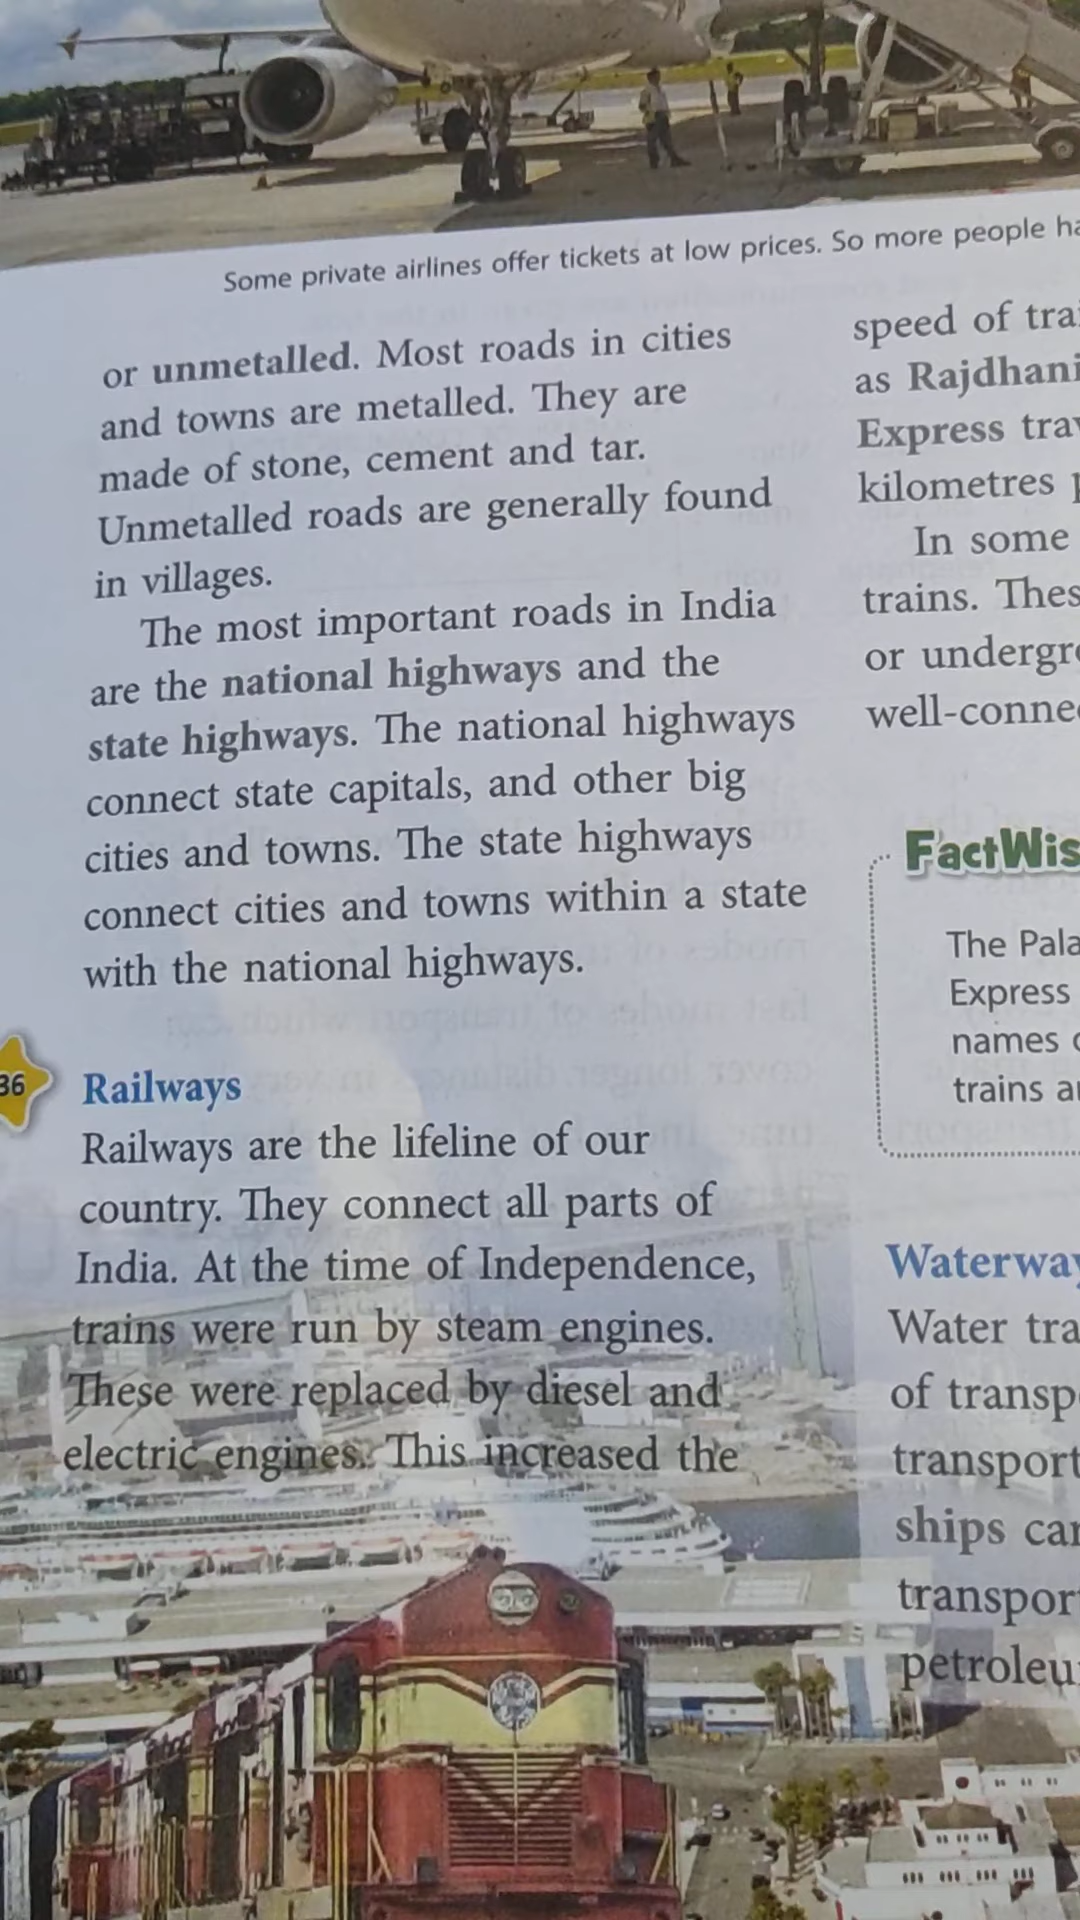 Some private airlines offer tickets at low prices. So more people
or unmetalled. Most roads in cities
and towns are metalled. They are
made of stone, cement and tar.
Unmetalled roads are generally found
in villages.
The most important roads in India
are the national highways and the
state highways. The national highways
connect state capitals, and other big
cities and towns. The state highways
connect cities and towns within a state
with the national highways.
36
Railways
Railways are the lifeline of our
country. They connect all parts of
India. At the time of Independence,
trains were run by steam engines.
These were replaced by diesel and
electric engines. This increased the
speed of
as Rajdhani
Express
kilometres
In some
trains.
or
The
Express
names
trains
Water
of
ships